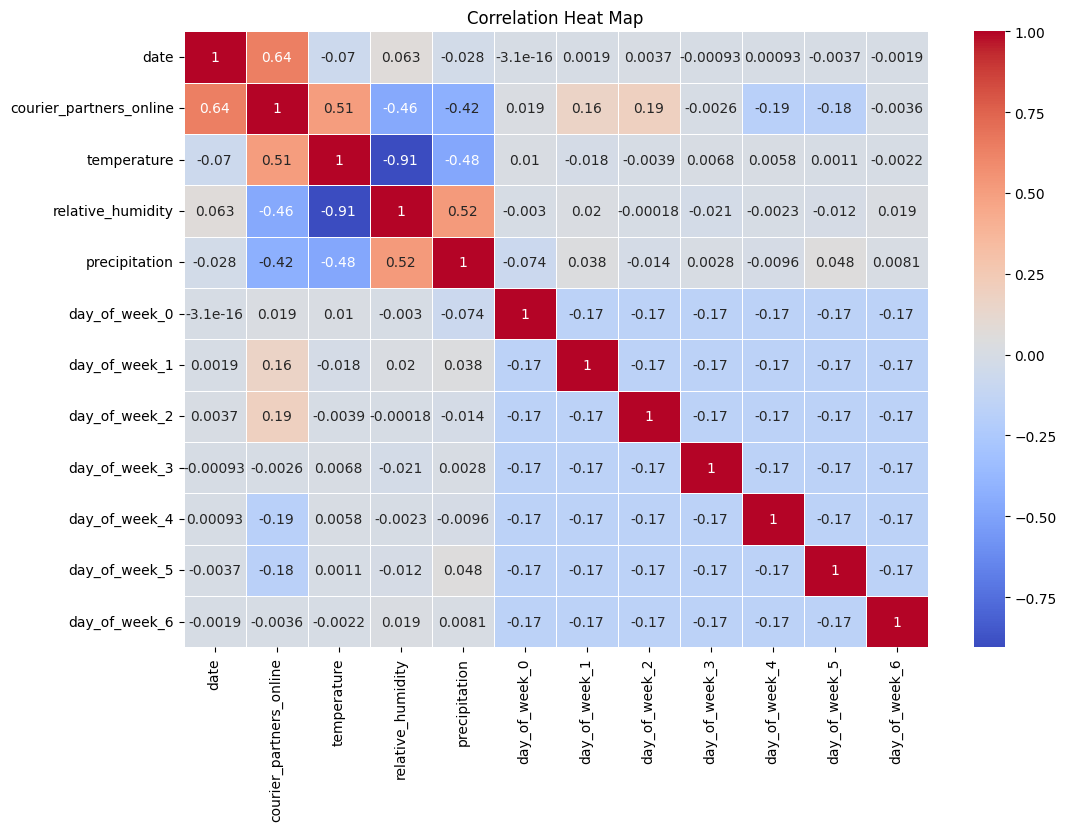 Correlation Heat Map
date 1 0.64 -0.07 0.063 -0.028 -3.1e-16 0.0019 0.0037 -0.00093 0.00093 -0.0037 -0.0019
courier_partners_online 0.64 1 0.51 -0.46 -0.42 0.019 0.16 0.19 -0.0026 -0.19 -0.18 -0.0036
temperature -0.07 0.51 1 -0.91 -0.48 0.01 -0.018 -0.0039 0.0068 0.0058 0.0011 -0.0022
relative_humidity 0.063 -0.46 -0.91 1 0.52 -0.003 0.02 -0.00018 -0.021 -0.0023 -0.012 0.019
precipitation -0.028 -0.42 -0.48 0.52 1 -0.074 0.038 -0.014 0.0028 -0.0096 0.048 0.0081
day_of_week_0 -3.1e-16 0.019 0.01 -0.003 -0.074 1 -0.17 -0.17 -0.17 -0.17 -0.17 -0.17
day_of_week_1 0.0019 0.16 -0.018 0.02 0.038 -0.17 1 -0.17 -0.17 -0.17 -0.17 -0.17
day_of_week_2 0.0037 0.19 -0.0039 -0.00018 -0.014 -0.17 -0.17 1 -0.17 -0.17 -0.17 -0.17
day_of_week_3 -0.00093 -0.0026 0.0068 -0.021 0.0028 -0.17 -0.17 -0.17 1 -0.17 -0.17 -0.17
day_of_week_4 0.00093 -0.19 0.0058 -0.0023 -0.0096 -0.17 -0.17 -0.17 -0.17 1 -0.17 -0.17
day_of_week_5 -0.0037 -0.18 0.0011 -0.012 0.048 -0.17 -0.17 -0.17 -0.17 -0.17 1 -0.17
day_of_week_6 -0.0019 -0.0036 -0.0022 0.019 0.0081 -0.17 -0.17 -0.17 -0.17 -0.17 -0.17 1
date
courier_partners_online
temperature
relative_humidity
precipitation
day_of_week_0
day_of_week_1
day_of_week_2
day_of_week_3
day_of_week_4
day_of_week_5
day_of_week_6
1.00
0.75
0.50
0.25
0.00
−0.25
−0.50
−0.75